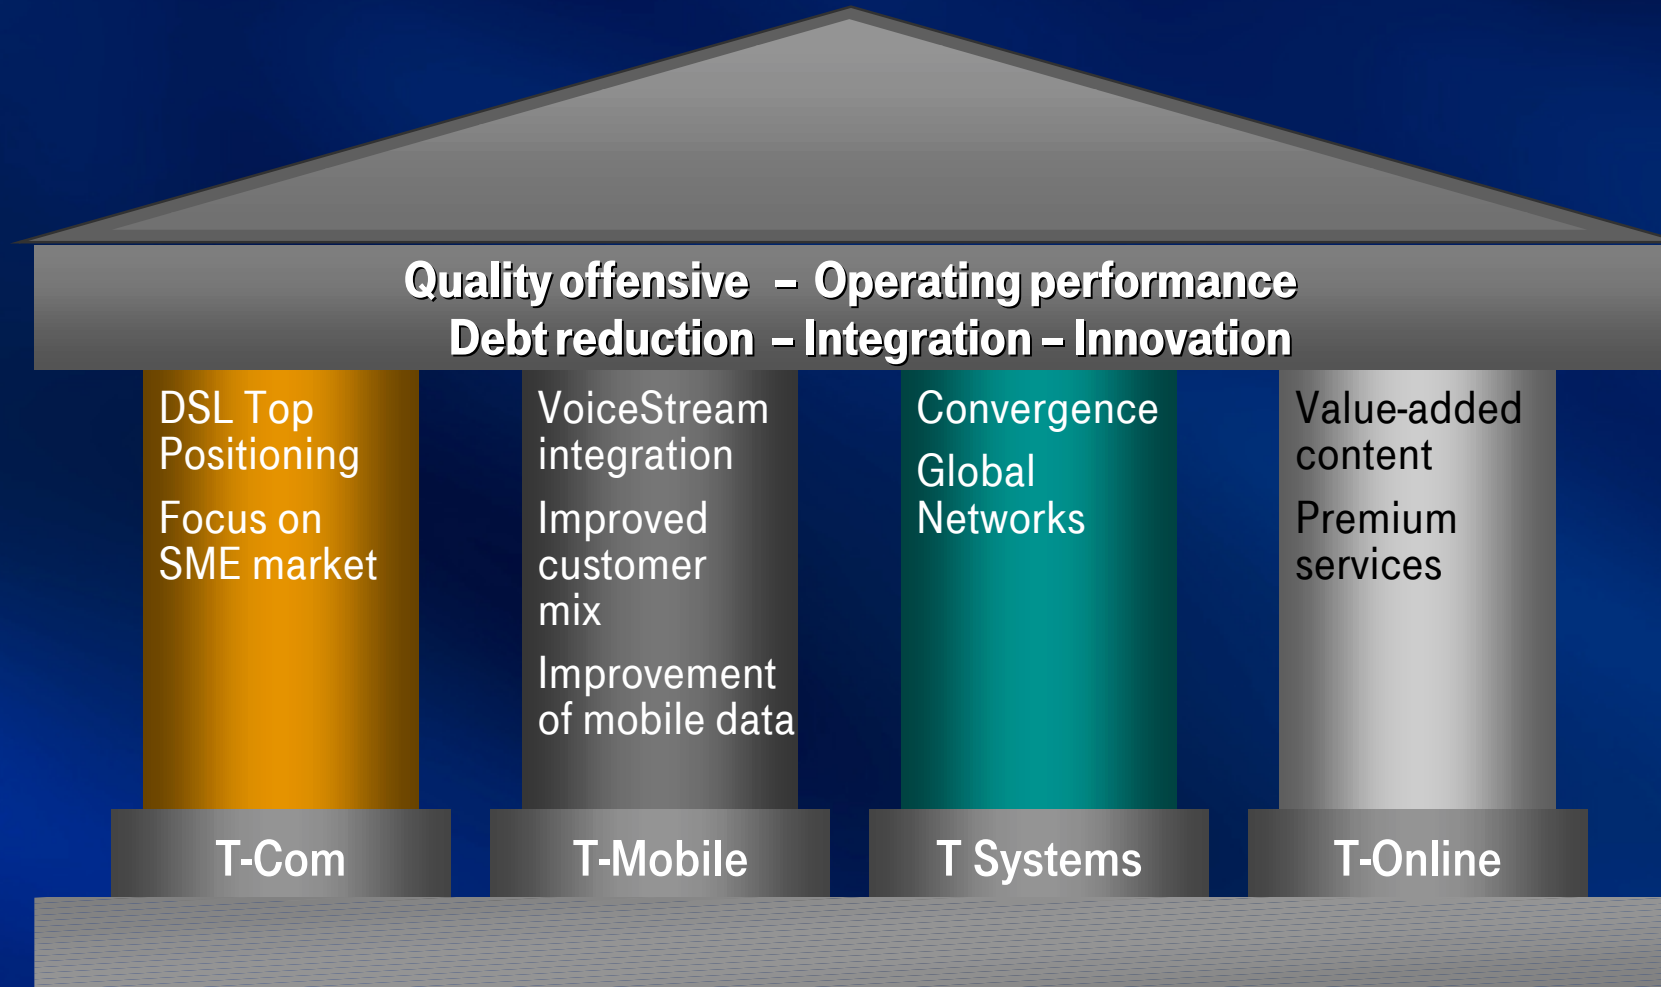 Quality offensive – Operating performance
Debt reduction – Integration – Innovation
DSL Top
Positioning
Focus on
SME market
T-Com
VoiceStream
integration
Improved
customer
mix
Improvement
of mobile data
T-Mobile
Convergence
Global
Networks
T Systems
Value-added
content
Premium
services
T-Online